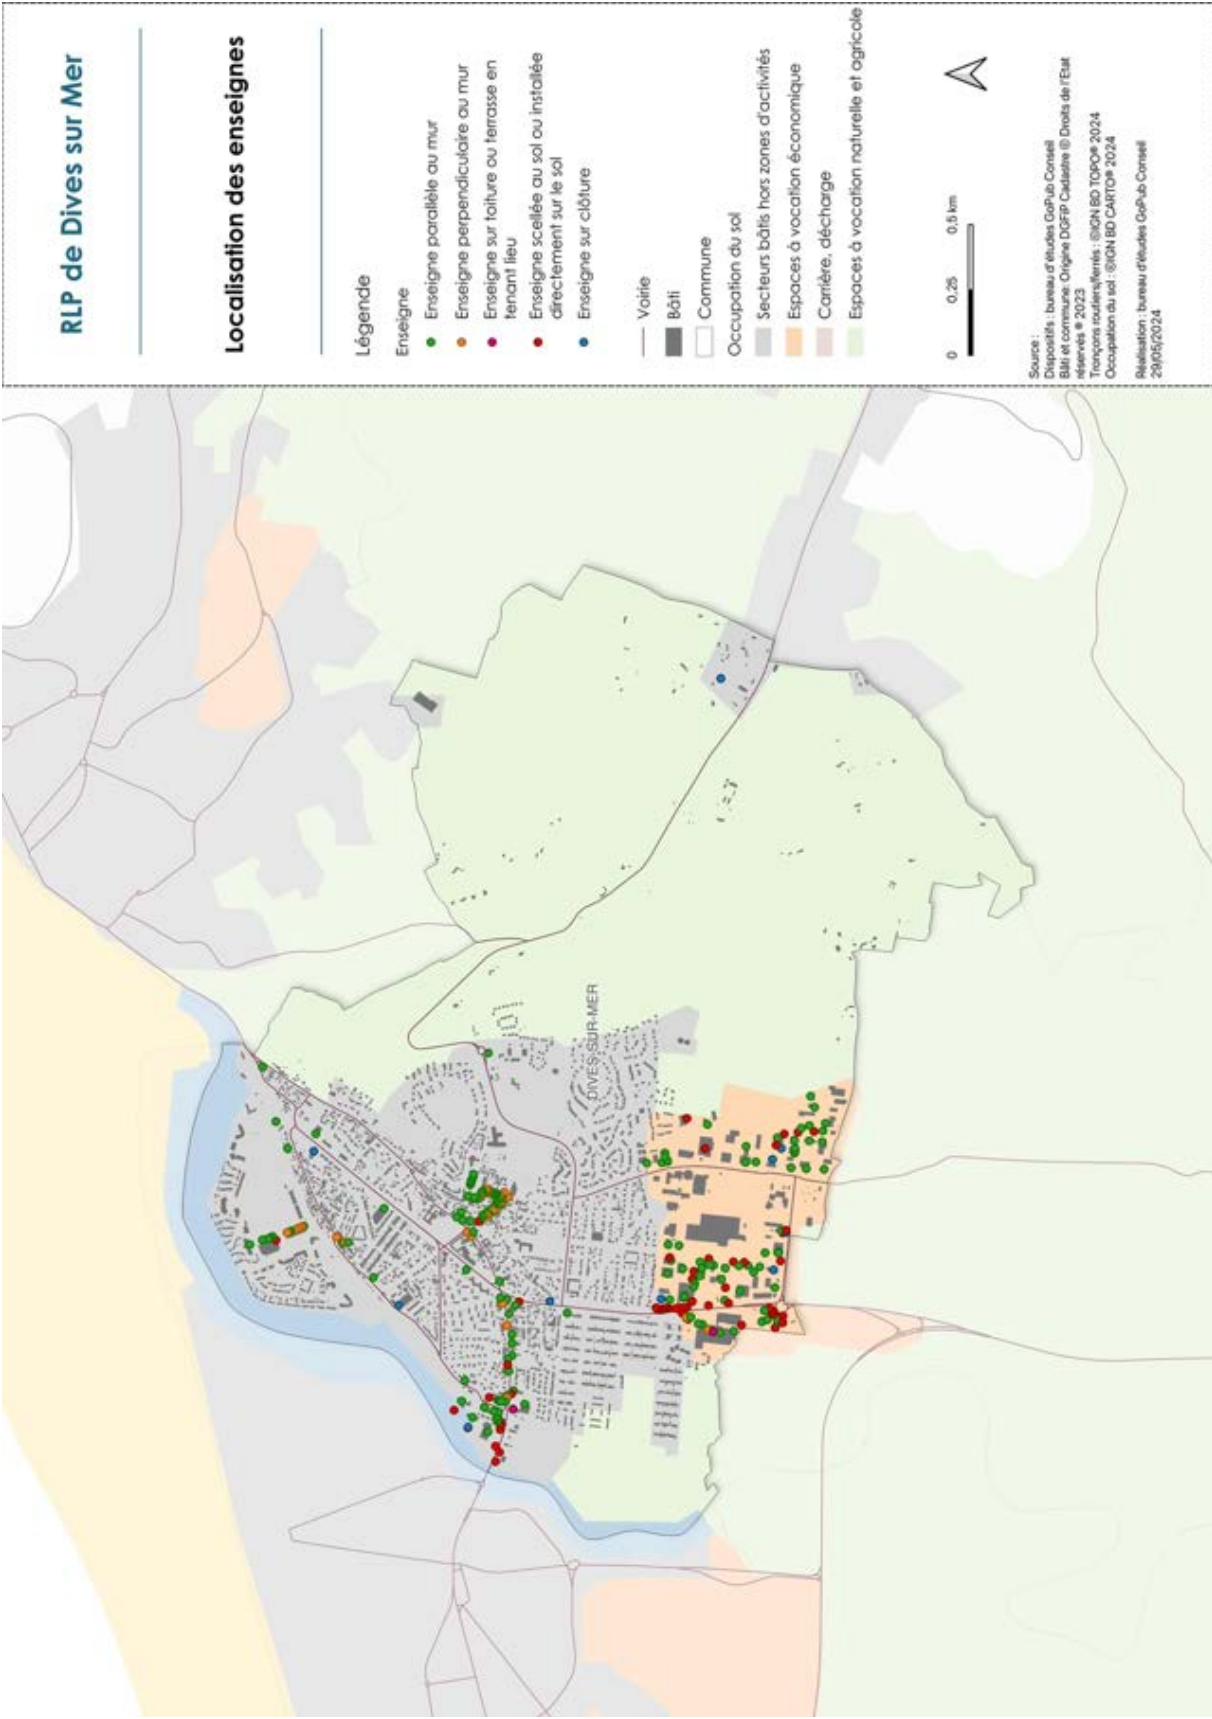 RLP de Dives sur Mer
Localisation des enseignes
Légende
Enseigne
Enseigne parallèle au mur
Enseigne perpendiculaire au mur
Enseigne sur toiture ou terrasse en
tenant lieu
Enseigne scellée au sol ou installée
directement sur le sol
Enseigne sur clôture
Voirie
Bâti
Commune
Occupation du sol
Secteurs bâtis hors zones d'activités
Espaces à vocation économique
Carrière, décharge
Espaces à vocation naturelle et agricole
0 0,25 0,5 km
Source :
Dispositifs : bureau d'études GoPub Conseil
Bâti et commune: Origine DGFiP Cadastre © Droits de l'Etat
réservés ® 2023
Tronçons routiers/ferrés : ©IGN BD TOPO® 2024
Occupation du sol : ©IGN BD CARTO® 2024
Réalisation : bureau d'études GoPub Conseil
29/05/2024
DIVES-SUR-MER